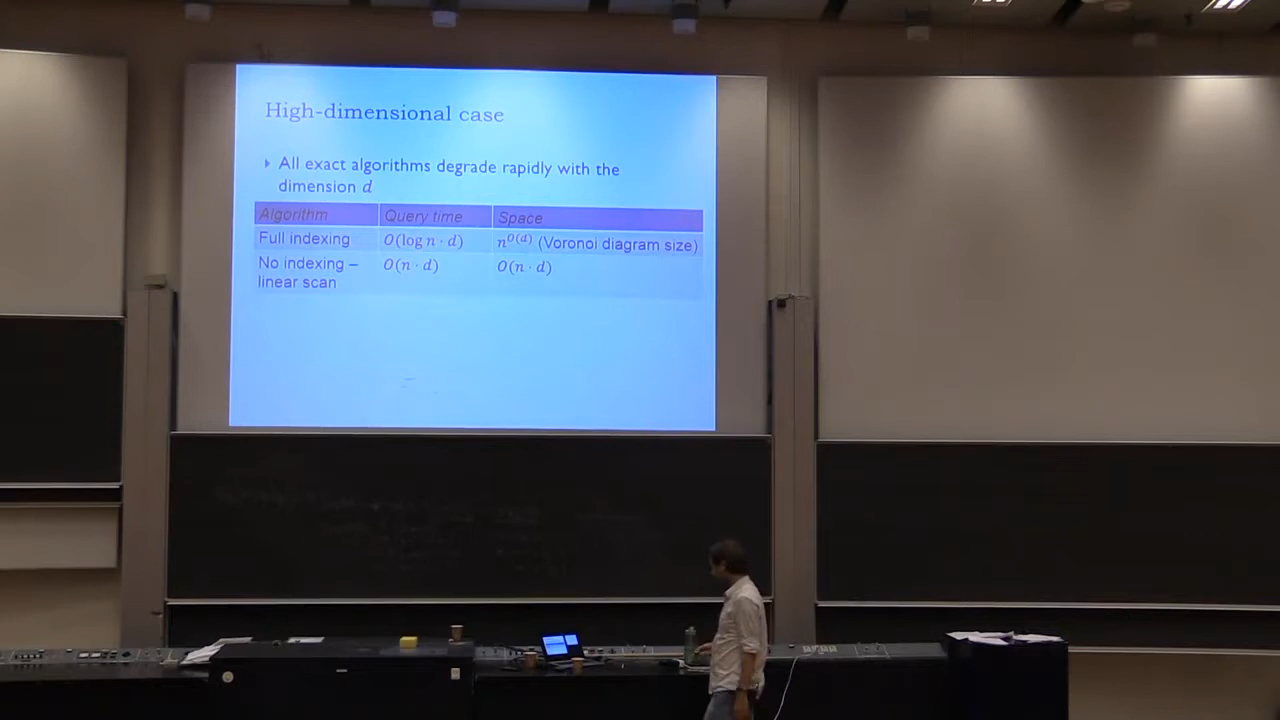 High-dimensional case
All exact algorithms degrade rapidly with the
dimension d
Algorithm Query time Space
Full indexing O(log n · d) n^{O(d)} (Voronoi diagram size)
No indexing – O(n · d) O(n · d)
linear scan